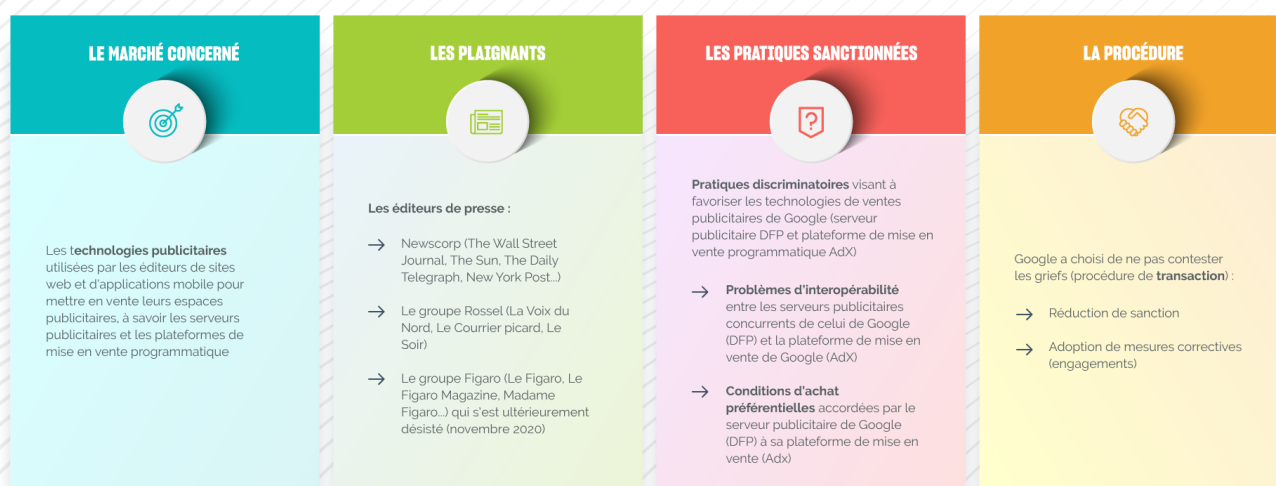 LE MARCHÉ CONCERNÉ
Les technologies publicitaires
utilisées par les éditeurs de sites
web et d'applications mobile pour
mettre en vente leurs espaces
publicitaires, à savoir les serveurs
publicitaires et les plateformes de
mise en vente programmatique
LES PLAIGNANTS
Les éditeurs de presse :
→ Newscorp (The Wall Street
Journal, The Sun, The Daily
Telegraph, New York Post...)
→ Le groupe Rossel (La Voix du
Nord, Le Courrier picard, Le
Soir)
→ Le groupe Figaro (Le Figaro, Le
Figaro Magazine, Madame
Figaro...) qui s'est ultérieurement
désisté (novembre 2020)
LES PRATIQUES SANCTIONNÉES
?
Pratiques discriminatoires visant à
favoriser les technologies de ventes
publicitaires de Google (serveur
publicitaire DFP et plateforme de mise en
vente programmatique AdX)
→ Problèmes d'interopérabilité
entre les serveurs publicitaires
concurrents de celui de Google
(DFP) et la plateforme de mise en
vente de Google (AdX)
→ Conditions d'achat
préférentielles accordées par le
serveur publicitaire de Google
(DFP) à sa plateforme de mise en
vente (Adx)
LA PROCÉDURE
Google a choisi de ne pas contester
les griefs (procédure de transaction) :
→ Réduction de sanction
→ Adoption de mesures correctives
(engagements)